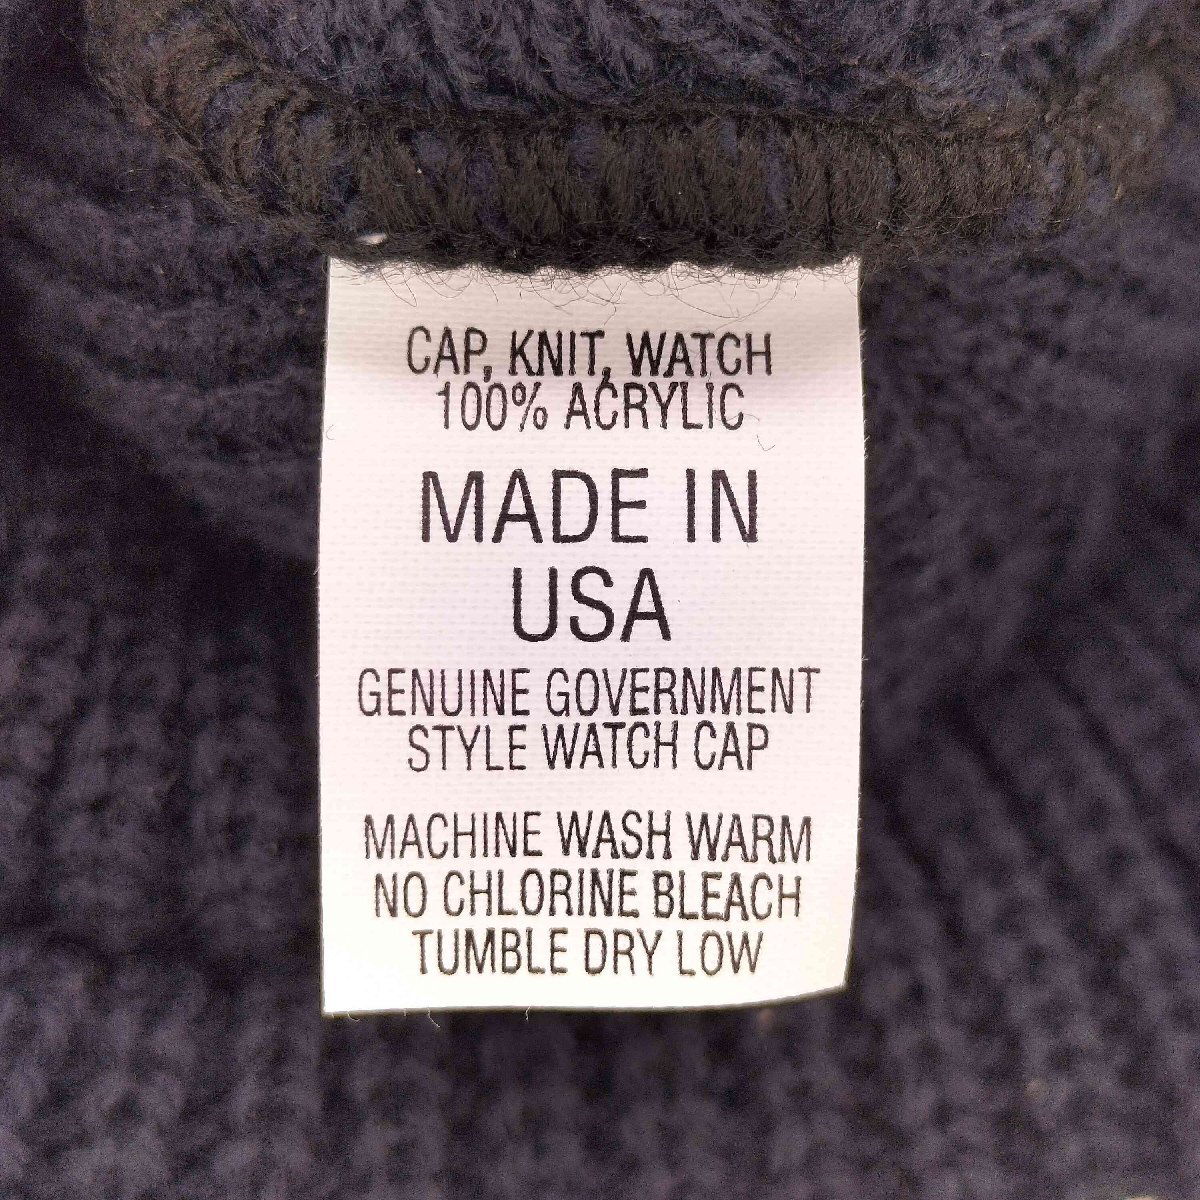 CAP, KNIT, WATCH
100% ACRYLIC
MADE IN
USA
GENUINE GOVERNMENT
STYLE WATCH CAP
MACHINE WASH WARM
NO CHLORINE BLEACH
TUMBLE DRY LOW